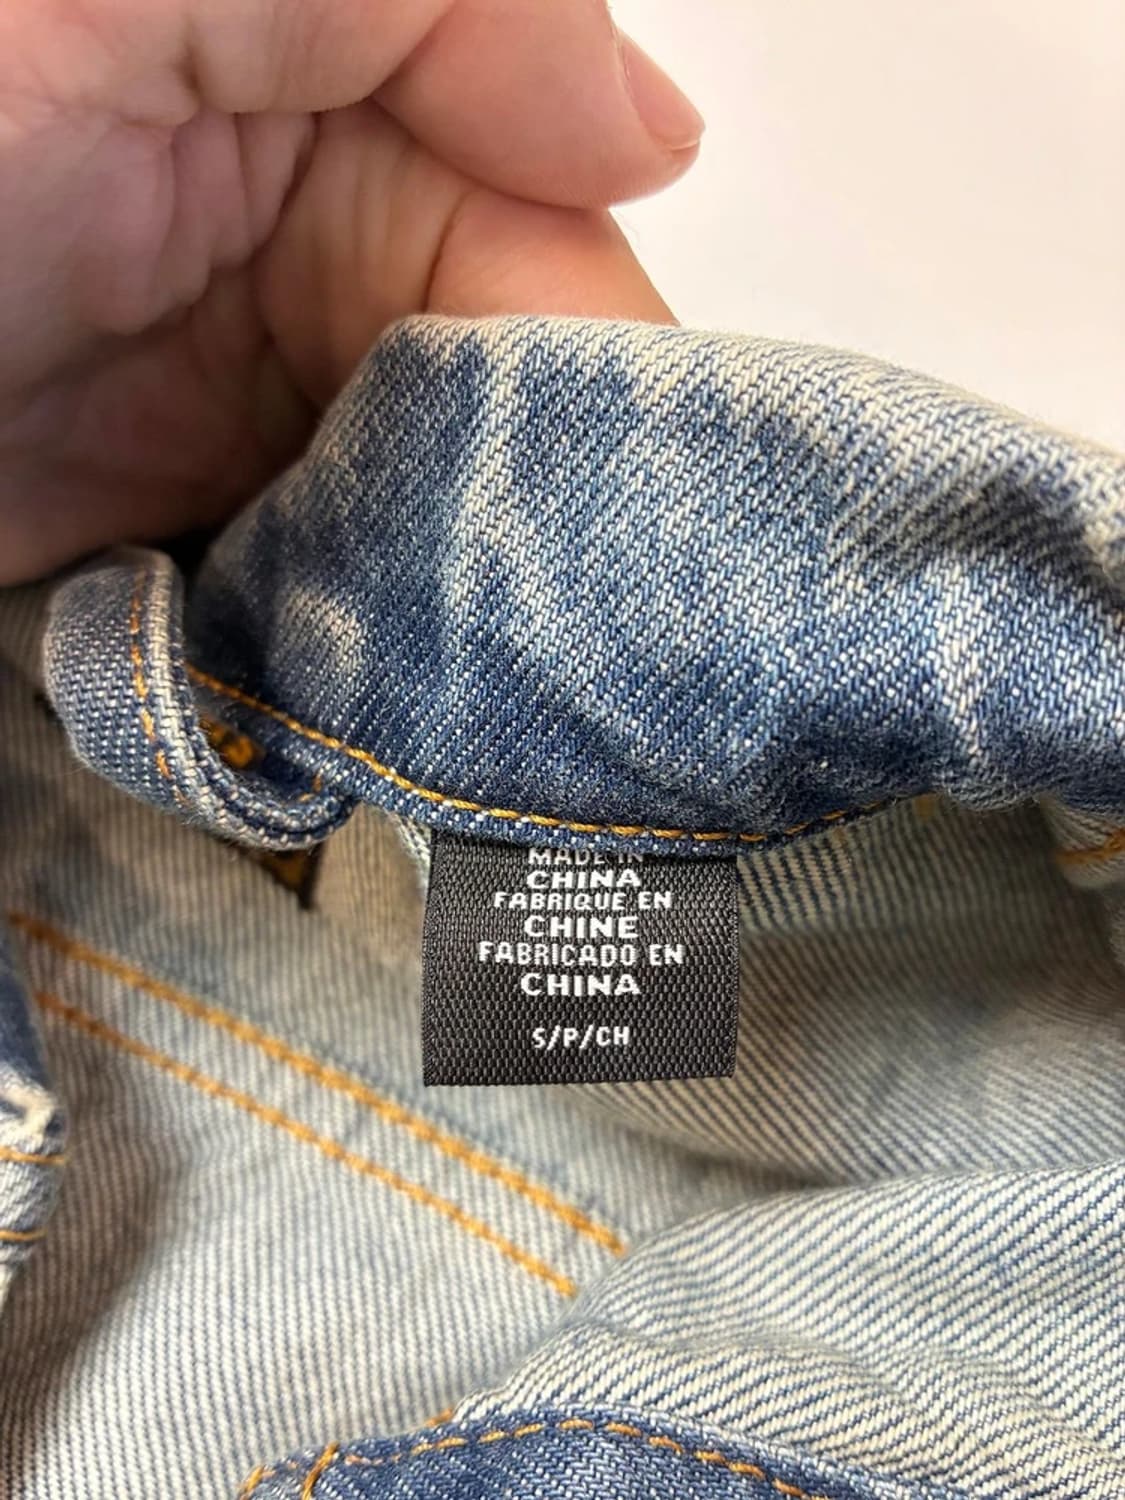 MADE IN
CHINA
FABRIQUE EN
CHINE
FABRICADO EN
CHINA
S/P/CH